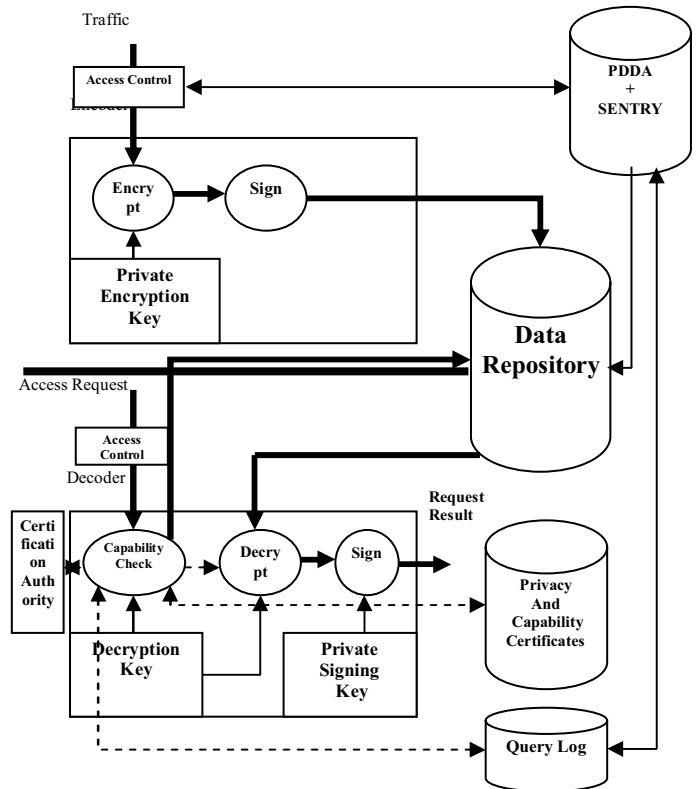 Traffic
Access Control
Encoder
PDDA
+
SENTRY
Encry
pt
Sign
Private
Encryption
Key
Data
Repository
Access Request
Access
Control
Decoder
Request
Result
Certi
ficati
on
Auth
ority
Capability
Check
Decry
pt
Sign
Privacy
And
Capability
Certificates
Decryption
Key
Private
Signing
Key
Query Log